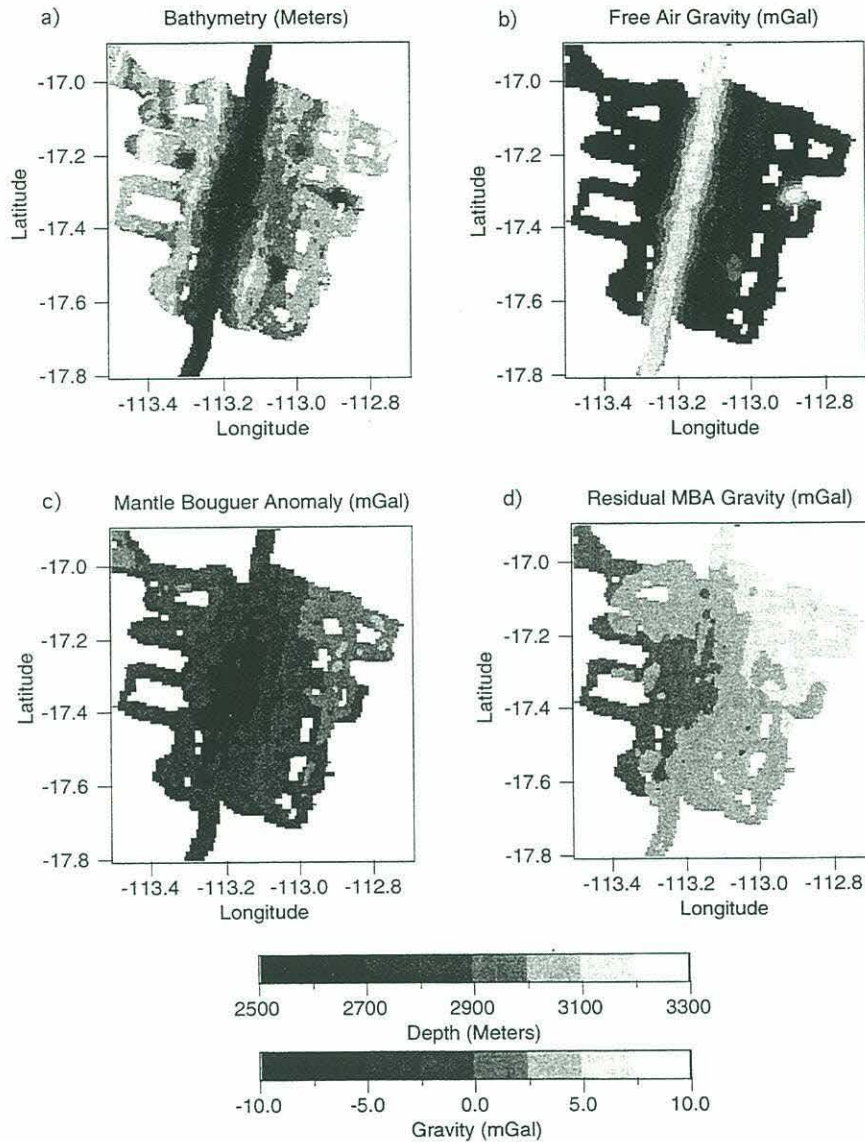 a) Bathymetry (Meters)
-17.0
-17.2
Latitude
-17.4
-17.6
-17.8
-113.4 -113.2 -113.0 -112.8
Longitude
b) Free Air Gravity (mGal)
-17.0
-17.2
Latitude
-17.4
-17.6
-17.8
-113.4 -113.2 -113.0 -112.8
Longitude
c) Mantle Bouguer Anomaly (mGal)
-17.0
-17.2
Latitude
-17.4
-17.6
-17.8
-113.4 -113.2 -113.0 -112.8
Longitude
d) Residual MBA Gravity (mGal)
-17.0
-17.2
Latitude
-17.4
-17.6
-17.8
-113.4 -113.2 -113.0 -112.8
Longitude
2500 2700 2900 3100 3300
Depth (Meters)
-10.0 -5.0 0.0 5.0 10.0
Gravity (mGal)